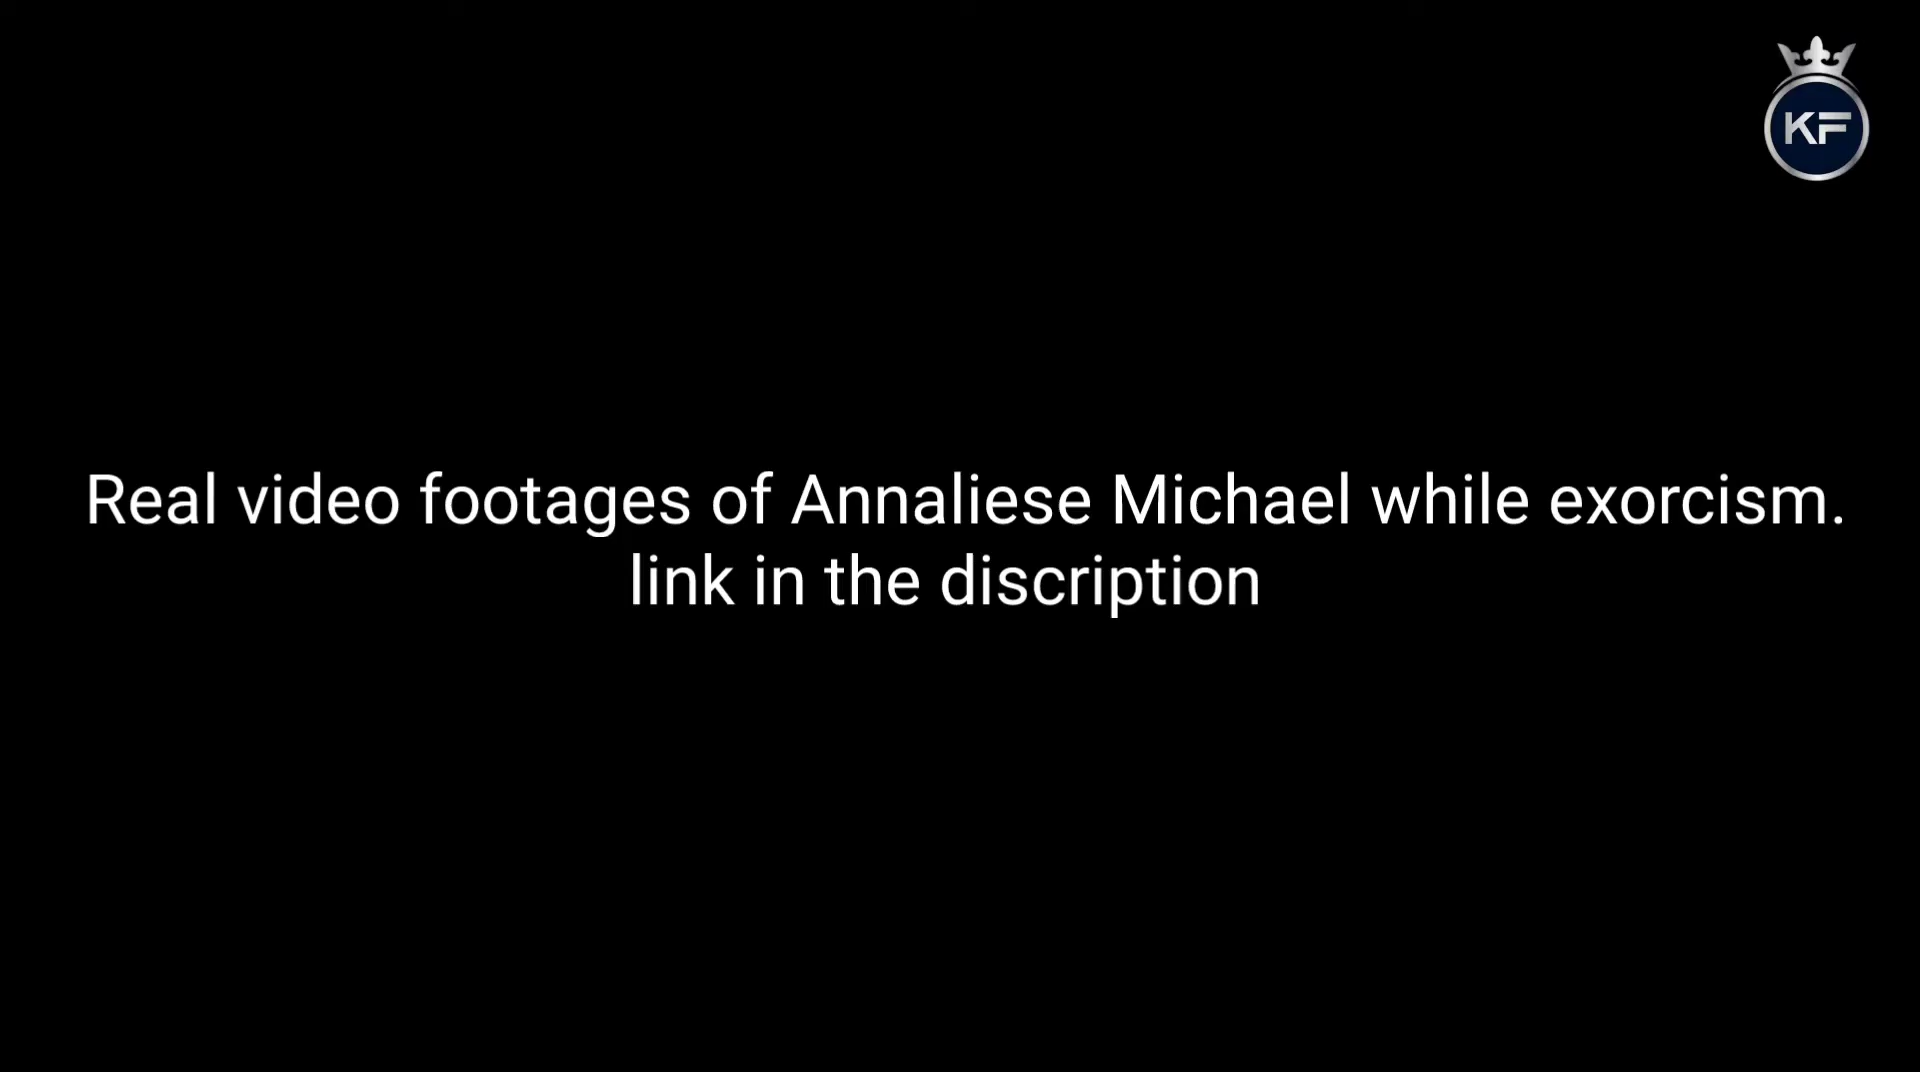 KF
Real video footages of Annaliese Michael while exorcism.
link in the discription